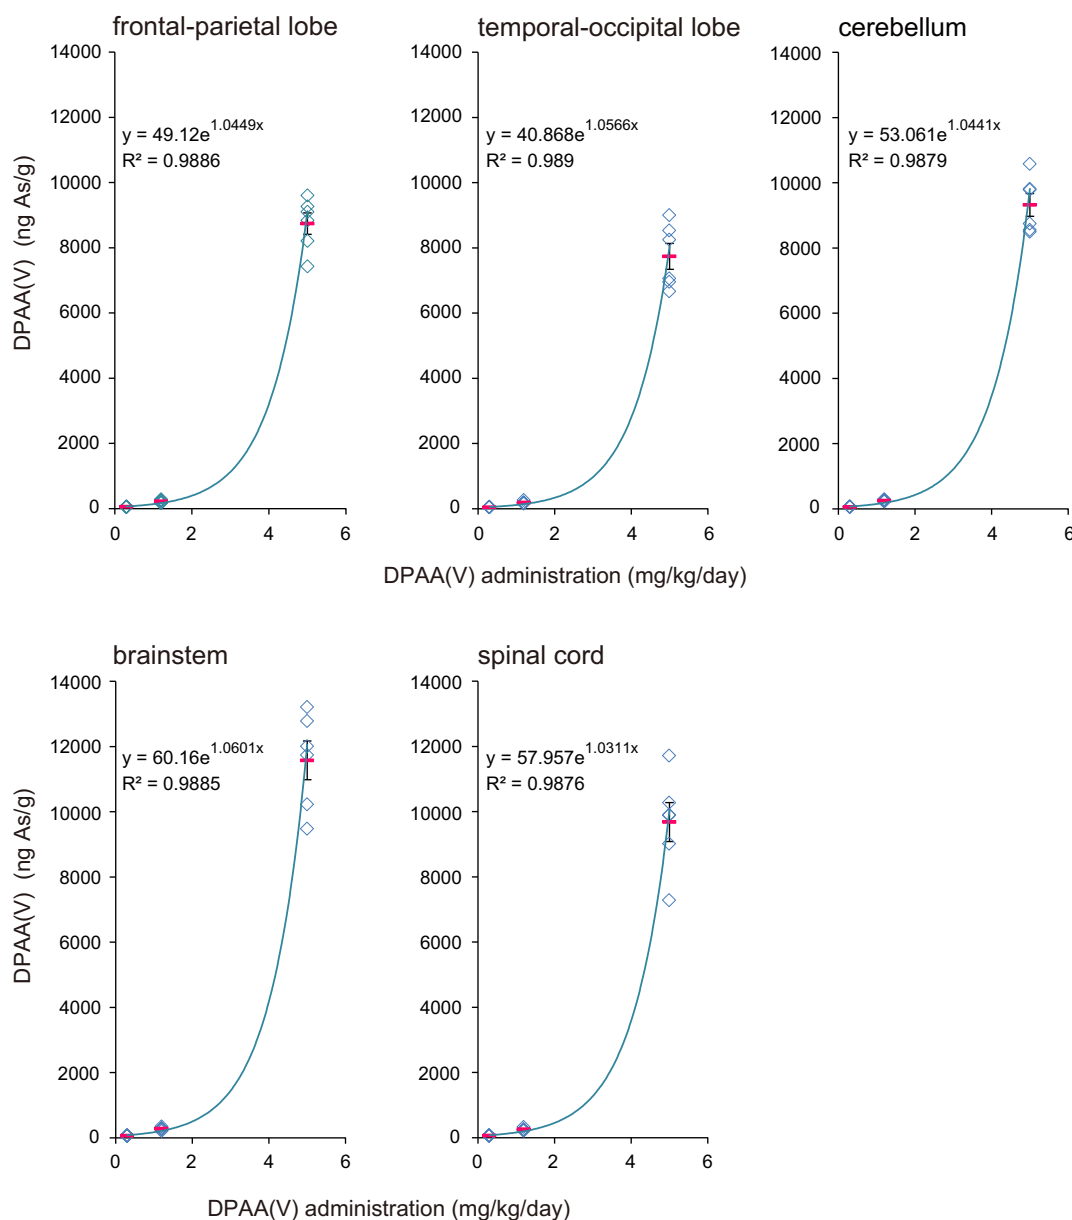 frontal-parietal lobe
temporal-occipital lobe
cerebellum
14000
12000
10000
8000
6000
4000
2000
0
0 2 4 6
y = 49.12e^1.0449x
R² = 0.9886
DPAA(V) (ng As/g)
14000
12000
10000
8000
6000
4000
2000
0
0 2 4 6
y = 40.868e^1.0566x
R² = 0.989
14000
12000
10000
8000
6000
4000
2000
0
0 2 4 6
y = 53.061e^1.0441x
R² = 0.9879
DPAA(V) administration (mg/kg/day)
brainstem
spinal cord
14000
12000
10000
8000
6000
4000
2000
0
0 2 4 6
y = 60.16e^1.0601x
R² = 0.9885
DPAA(V) (ng As/g)
14000
12000
10000
8000
6000
4000
2000
0
0 2 4 6
y = 57.957e^1.0311x
R² = 0.9876
DPAA(V) administration (mg/kg/day)